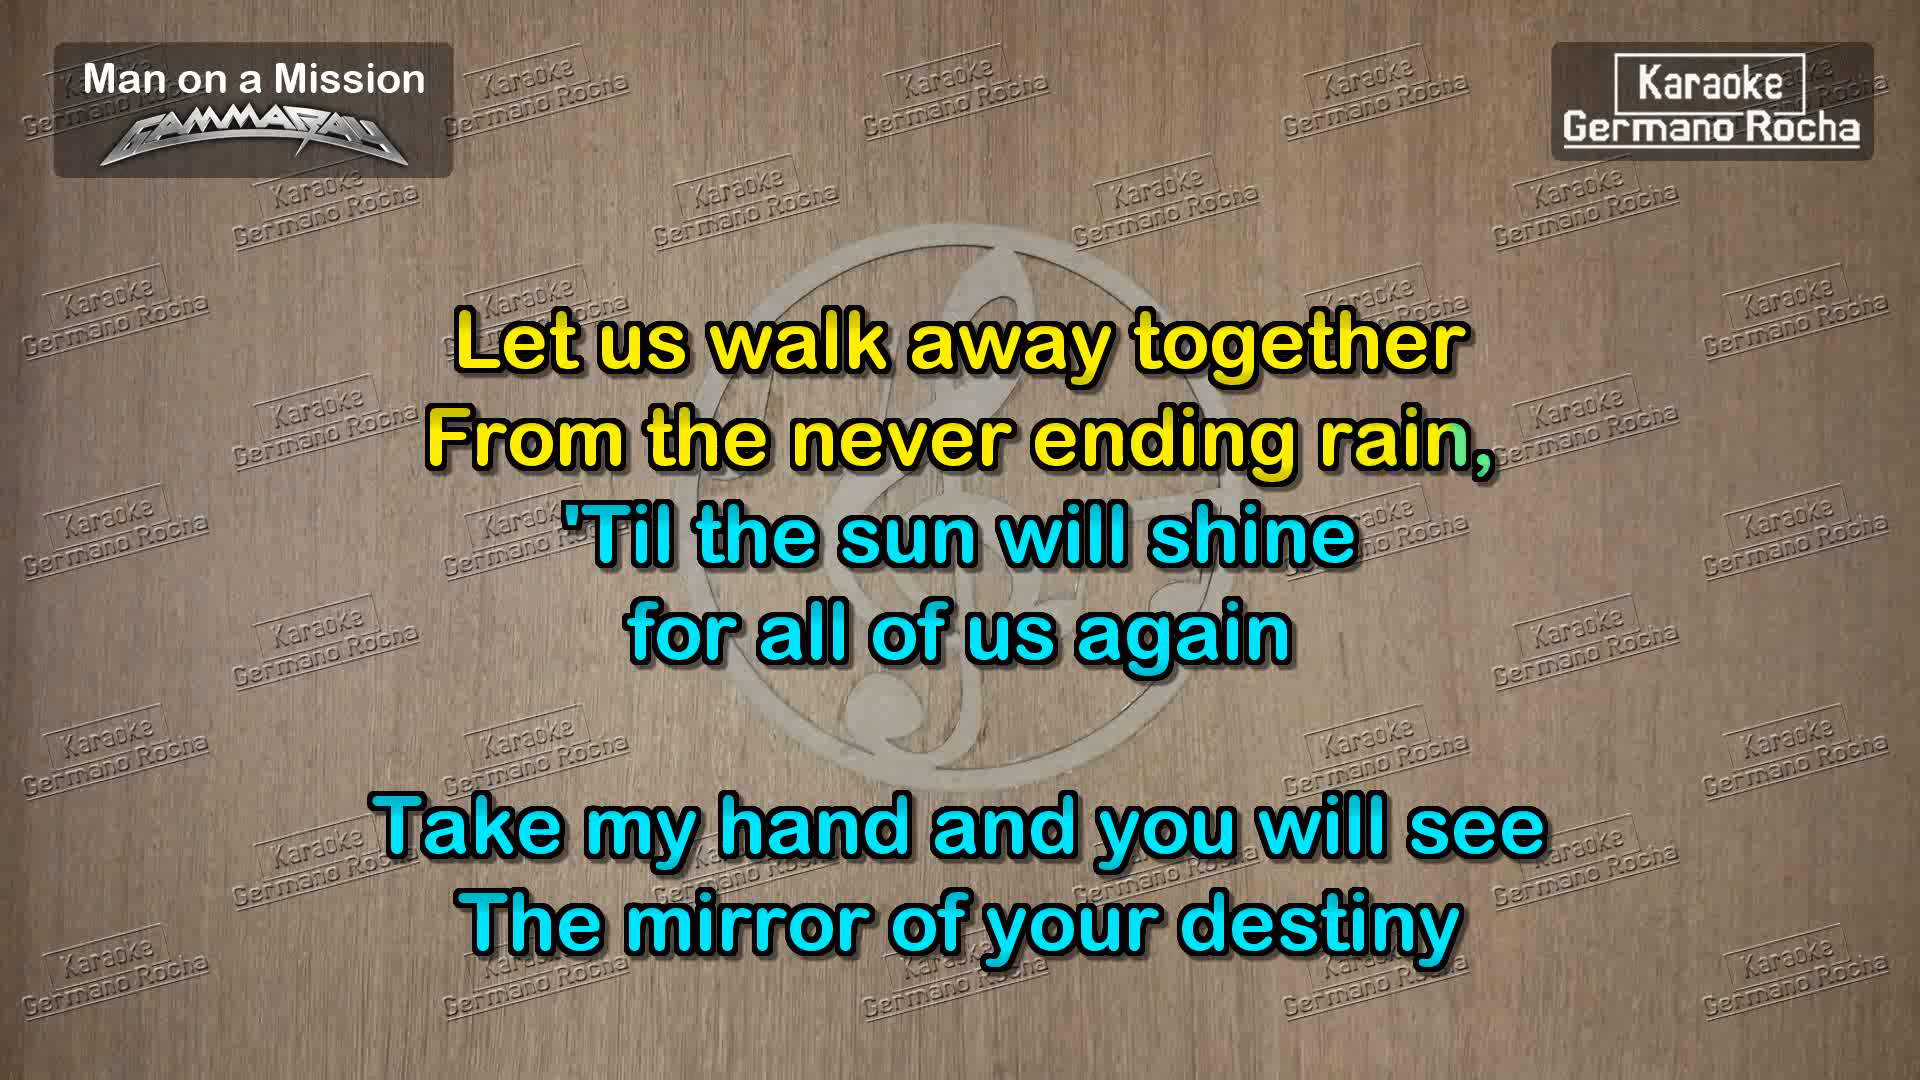 Man on a Mission
GAMMARAY
Karaoke
Germano Rocha
Let us walk away together
From the never ending rain,
'Til the sun will shine
for all of us again
Take my hand and you will see
The mirror of your destiny